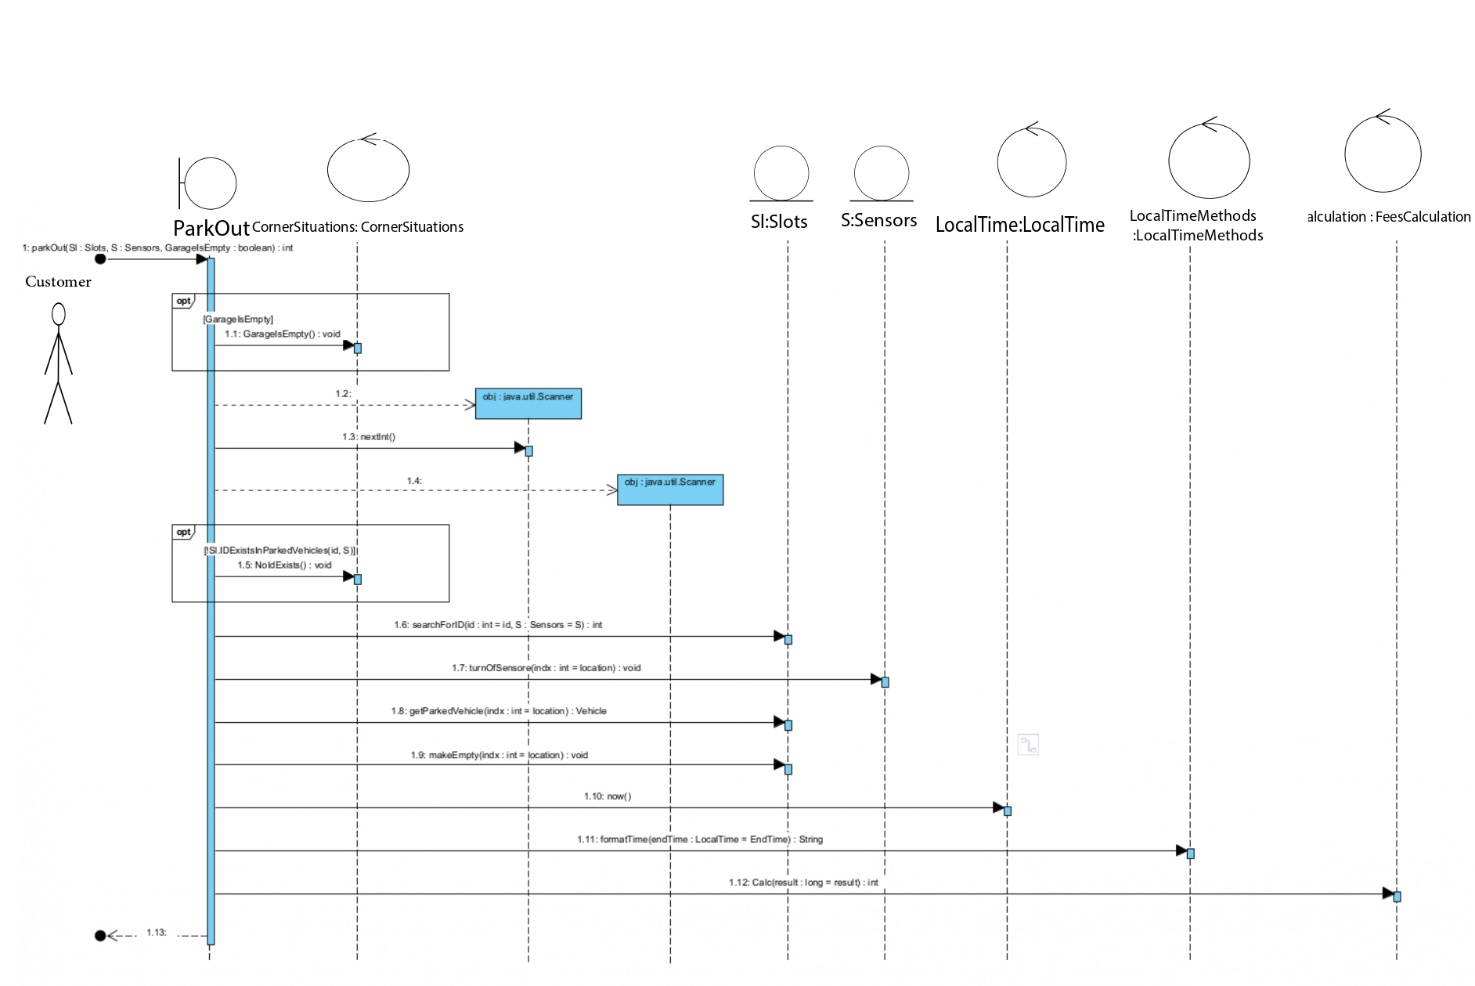 ParkOut
CornerSituations: CornerSituations
Sl:Slots
S:Sensors
LocalTime:LocalTime
LocalTimeMethods
:LocalTimeMethods
alculation : FeesCalculation
1: parkOut(Sl : Slots, S : Sensors, GarageIsEmpty : boolean) : int
Customer
opt
[GarageIsEmpty]
1.1: GarageIsEmpty() : void
1.2:
obj : java.util.Scanner
1.3: nextInt()
1.4:
obj : java.util.Scanner
opt
[!Sl.IDExistsInParkedVehicles(id, S)]
1.5: NoIdExists() : void
1.6: searchForID(id : int = id, S : Sensors = S) : int
1.7: turnOfSensore(indx : int = location) : void
1.8: getParkedVehicle(indx : int = location) : Vehicle
1.9: makeEmpty(indx : int = location) : void
1.10: now()
1.11: formatTime(endTime : LocalTime = EndTime) : String
1.12: Calc(result : long = result) : int
1.13: